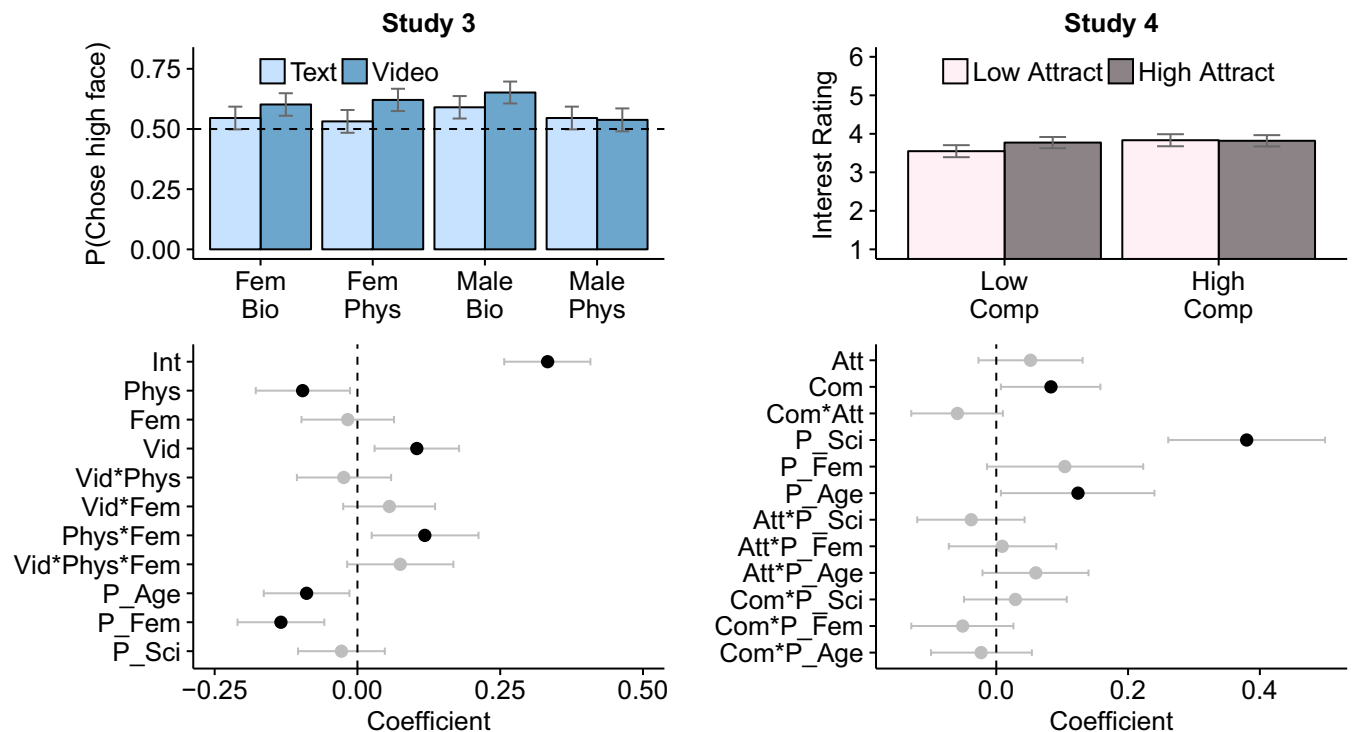 Study 3
P(Chose high face)
Text Video
0.75
0.50
0.25
0.00
Fem
Bio
Fem
Phys
Male
Bio
Male
Phys
Study 4
Interest Rating
Low Attract High Attract
6
5
4
3
2
1
Low
Comp
High
Comp
Int
Phys
Fem
Vid
Vid*Phys
Vid*Fem
Phys*Fem
Vid*Phys*Fem
P_Age
P_Fem
P_Sci
−0.25 0.00 0.25 0.50
Coefficient
Att
Com
Com*Att
P_Sci
P_Fem
P_Age
Att*P_Sci
Att*P_Fem
Att*P_Age
Com*P_Sci
Com*P_Fem
Com*P_Age
0.0 0.2 0.4
Coefficient